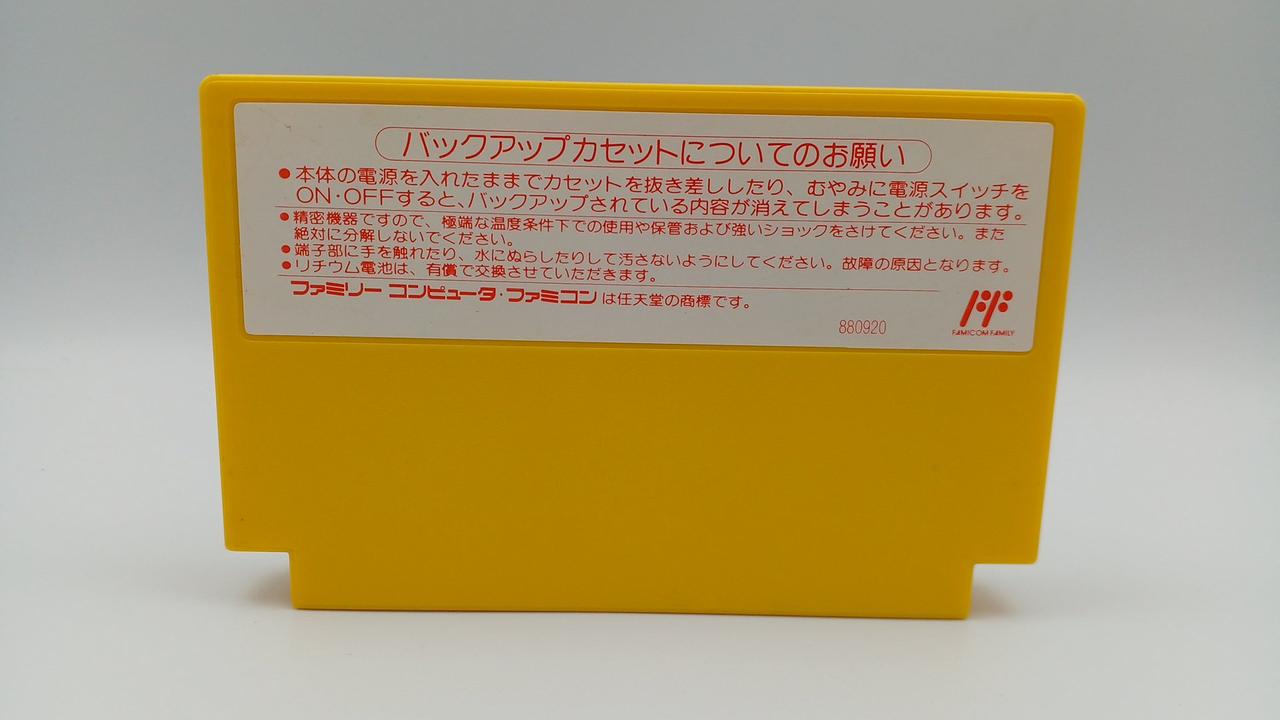 バックアップカセットについてのお願い
●本体の電源を入れたままでカセットを抜き差ししたり、むやみに電源スイッチを
ON・OFFすると、バックアップされている内容が消えてしまうことがあります。
●精密機器ですので、極端な温度条件下での使用や保管および強いショックをさけてください。また
絶対に分解しないでください。
●端子部に手を触れたり、水にぬらしたりして汚さないようにしてください。故障の原因となります。
●リチウム電池は、有償で交換させていただきます。
ファミリー コンピュータ・ファミコン は任天堂の商標です。
880920
FAMICOM FAMILY